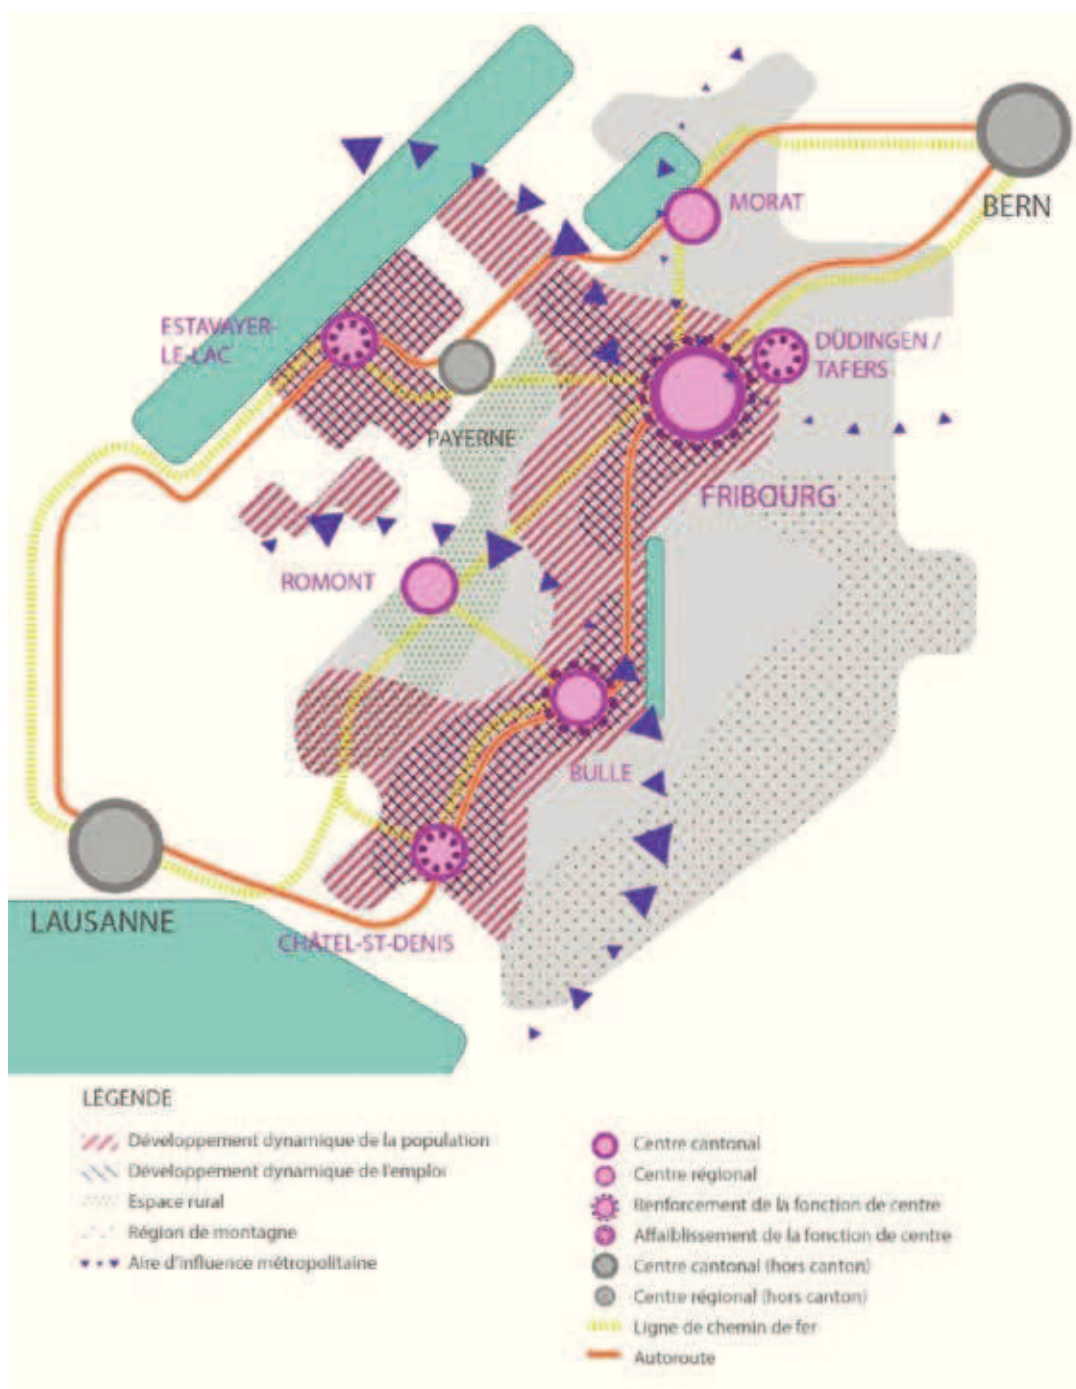 MORAT
BERN
ESTAVAYER-
LE-LAC
DÜDINGEN /
TAFERS
PAYERNE
FRIBOURG
ROMONT
BULLE
LAUSANNE
CHÂTEL-ST-DENIS
LÉGENDE
Développement dynamique de la population
Développement dynamique de l'emploi
Espace rural
Région de montagne
Aire d'influence métropolitaine
Centre cantonal
Centre régional
Renforcement de la fonction de centre
Affaiblissement de la fonction de centre
Centre cantonal (hors canton)
Centre régional (hors canton)
Ligne de chemin de fer
Autoroute